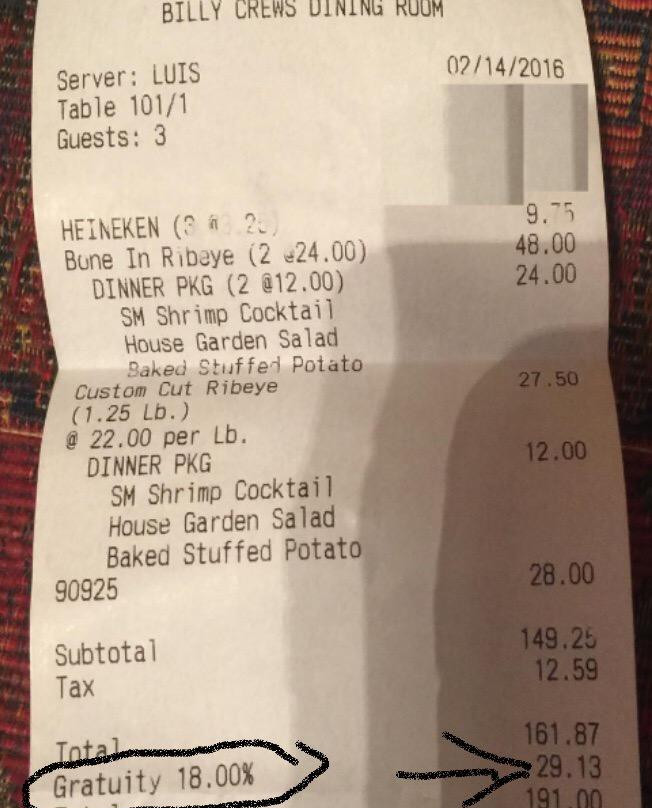 BILLY CREWS DINING ROOM
Server: LUIS 02/14/2016
Table 101/1
Guests: 3
HEINEKEN (3 @3.25) 9.75
Bone In Ribeye (2 @24.00) 48.00
DINNER PKG (2 @12.00) 24.00
SM Shrimp Cocktail
House Garden Salad
Baked Stuffed Potato
Custom Cut Ribeye 27.50
(1.25 Lb.)
@ 22.00 per Lb.
DINNER PKG 12.00
SM Shrimp Cocktail
House Garden Salad
Baked Stuffed Potato
90925 28.00
Subtotal 149.25
Tax 12.59
Total 161.87
Gratuity 18.00% 29.13
Total 191.00